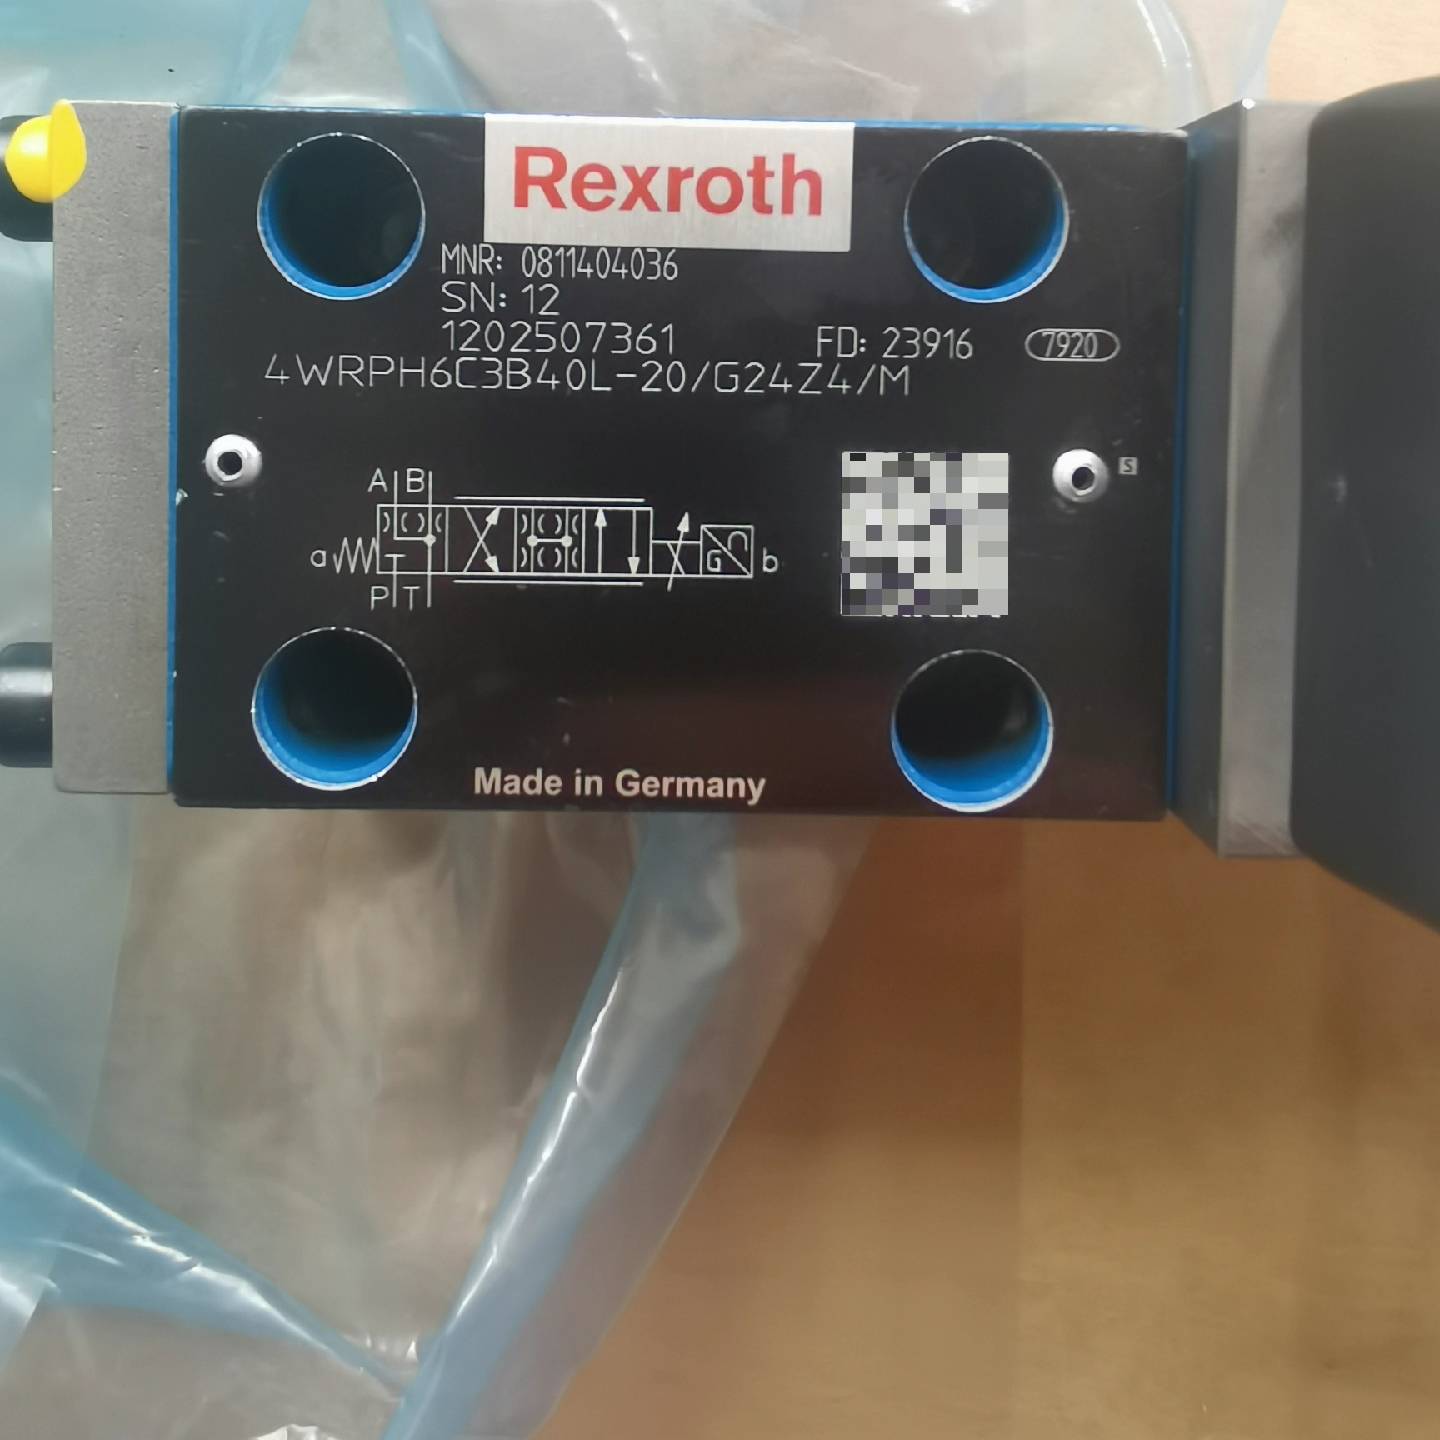 Rexroth
MNR: 0811404036
SN: 12
1202507361 FD: 23916 7920
4WRPH6C3B40L-20/G24Z4/M
S
A B
a b
G
P T
Made in Germany